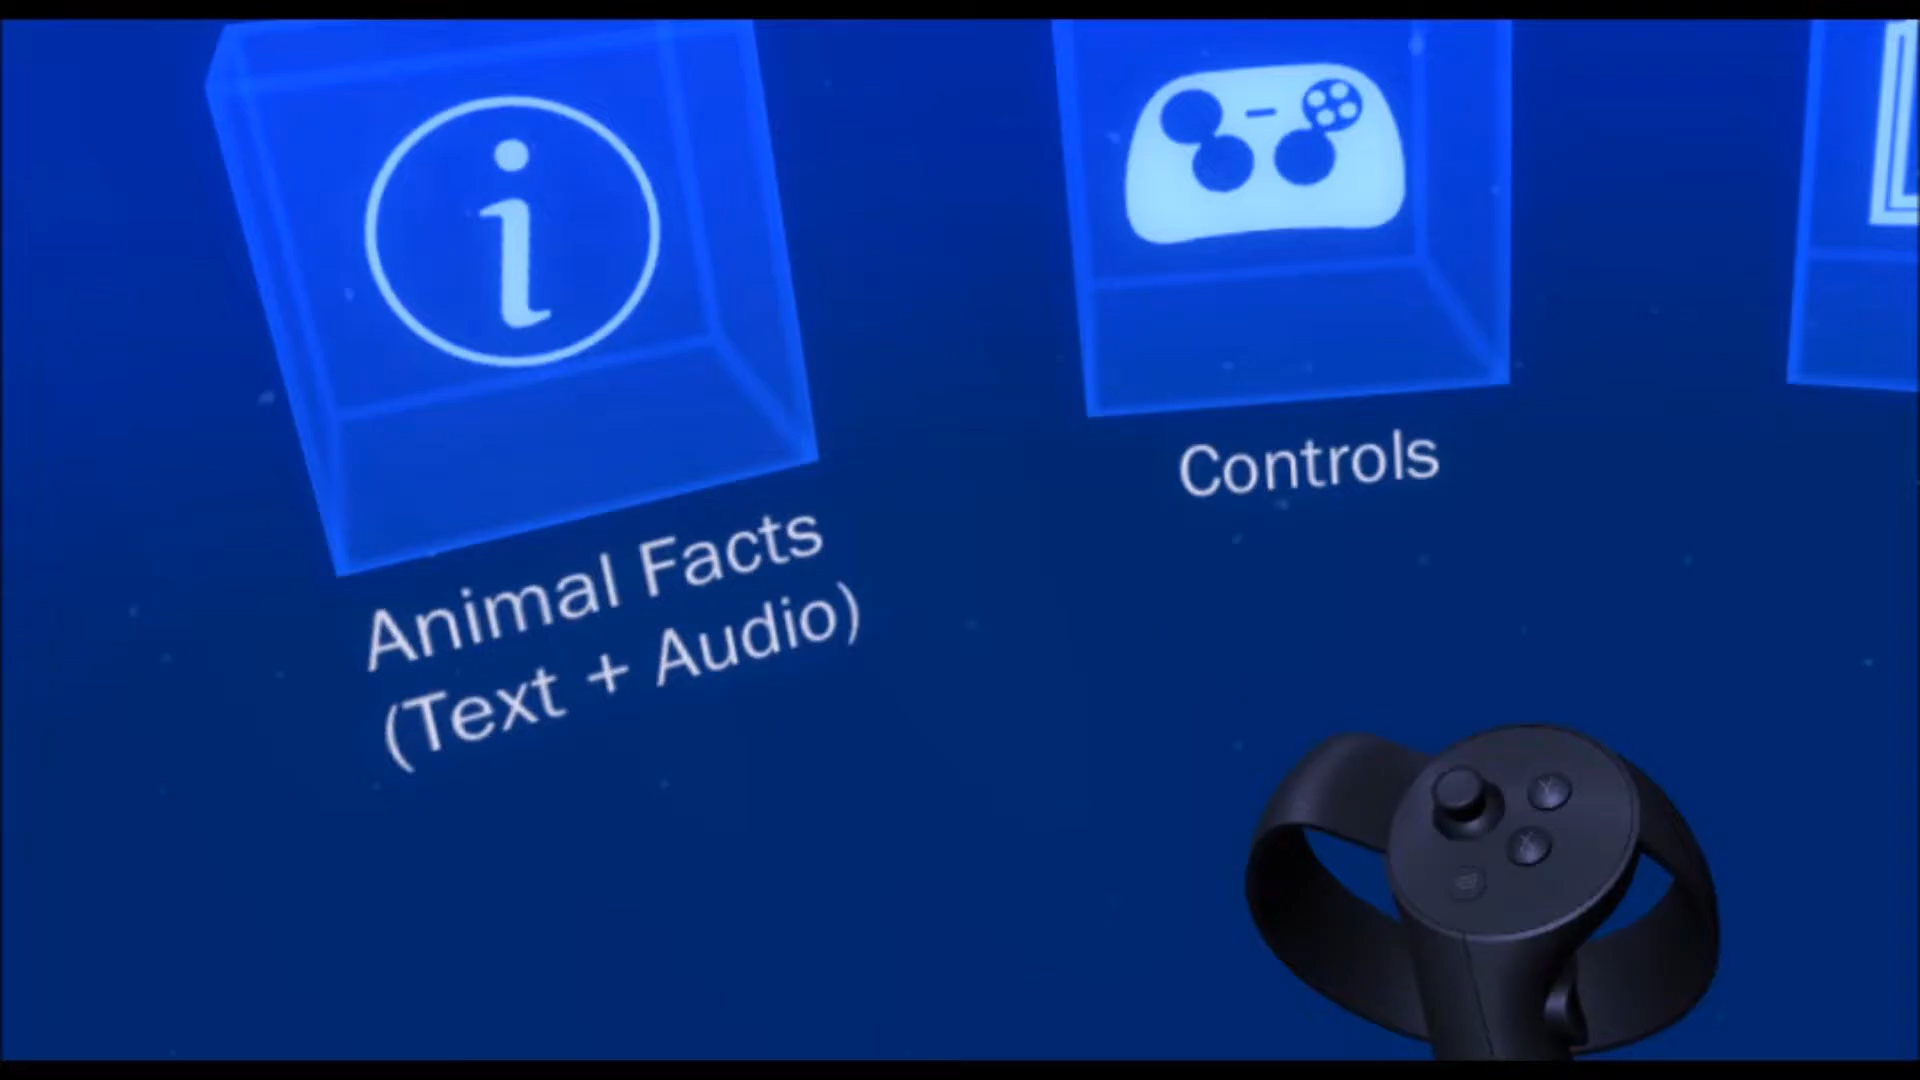 i
Animal Facts
(Text + Audio)
Controls
Y
X